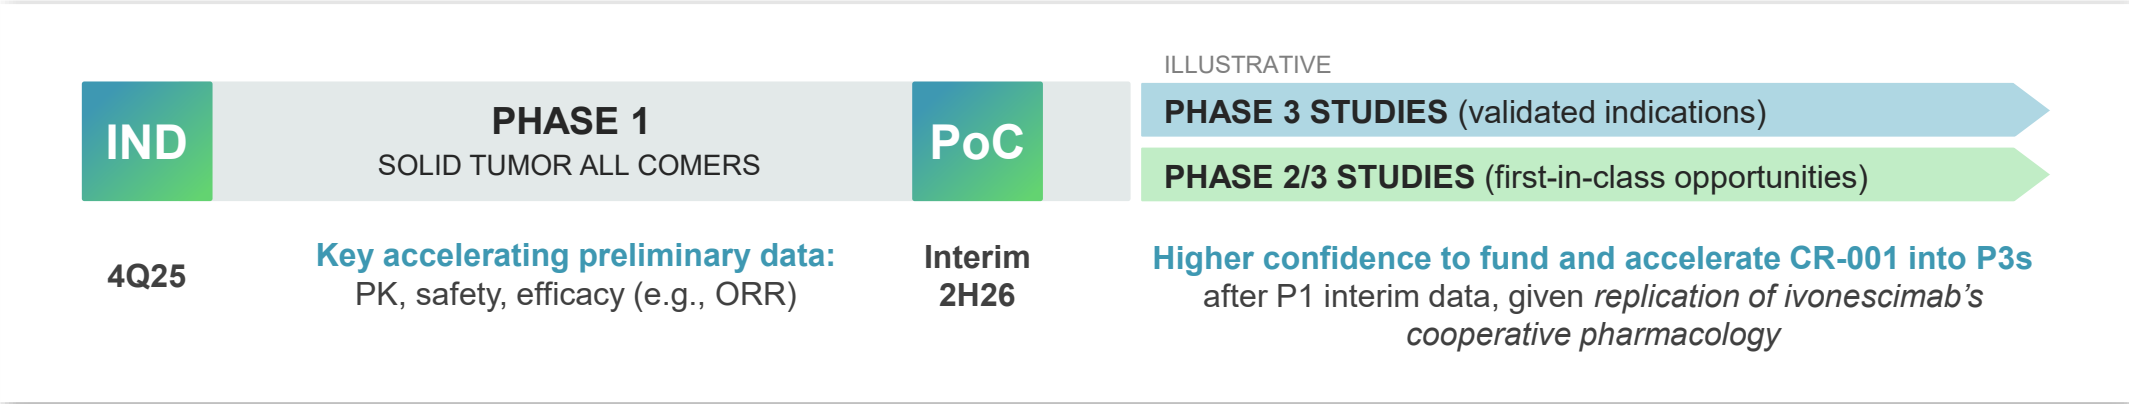 ILLUSTRATIVE
IND
PHASE 1
SOLID TUMOR ALL COMERS
PoC
PHASE 3 STUDIES (validated indications)
PHASE 2/3 STUDIES (first-in-class opportunities)
4Q25
Key accelerating preliminary data:
PK, safety, efficacy (e.g., ORR)
Interim
2H26
Higher confidence to fund and accelerate CR-001 into P3s
after P1 interim data, given replication of ivonescimab’s
cooperative pharmacology